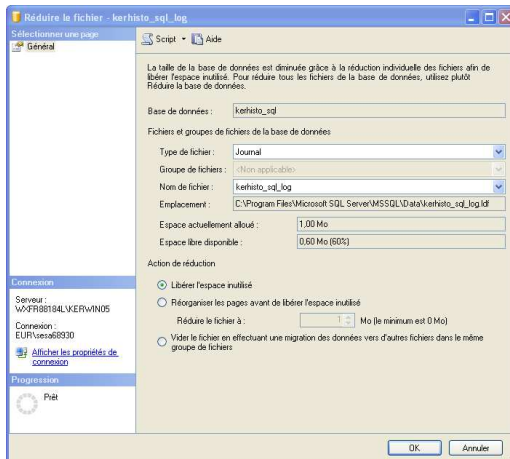 Réduire le fichier - kerhisto_sql_log
Sélectionner une page
Général
Script
Aide
La taille de la base de données est diminuée grâce à la réduction individuelle des fichiers afin de
libérer l'espace inutilisé. Pour réduire tous les fichiers de la base de données, utilisez plutôt
Réduire la base de données.
Base de données :
kerhisto_sql
Fichiers et groupes de fichiers de la base de données
Type de fichier :
Journal
Groupe de fichiers :
<Non applicable>
Nom de fichier :
kerhisto_sql_log
Emplacement :
C:\Program Files\Microsoft SQL Server\MSSQL\Data\kerhisto_sql_log.ldf
Espace actuellement alloué :
1,00 Mo
Espace libre disponible :
0,60 Mo (60%)
Action de réduction
Libérer l'espace inutilisé
Réorganiser les pages avant de libérer l'espace inutilisé
Réduire le fichier à :
1
Mo (le minimum est 0 Mo)
Vider le fichier en effectuant une migration des données vers d'autres fichiers dans le même
groupe de fichiers
Connexion
Serveur :
WXFR88184L\KERWIN05
Connexion :
EUR\sesa68930
Afficher les propriétés de
connexion
Progression
Prêt
OK
Annuler